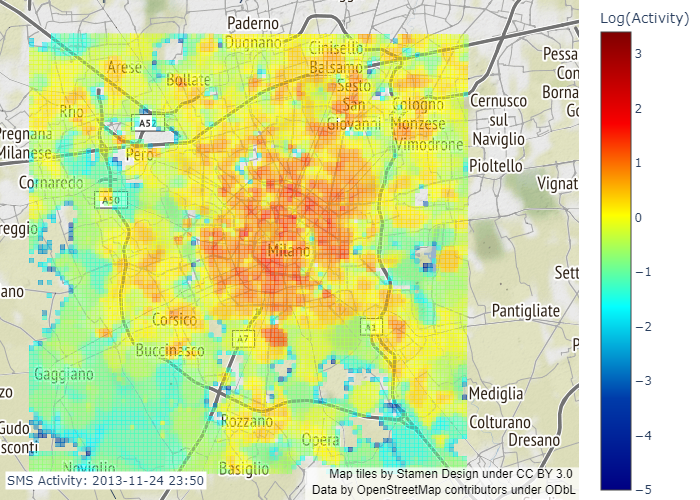 Log(Activity)
Paderno
Dugnano
Cinisello
Balsamo
Arese
Bollate
Sesto
San
Giovanni
Cologno
Monzese
Vimodrone
Rho
A52
Pero
Pregnana
Milanese
Cornaredo
A50
reggio
Milano
ano
Corsico
A7
A1
Buccinasco
Gaggiano
zo
Gudo
sconti
Rozzano
Opera
Noviglio
Basiglio
Pessa
Con
Borna
Go
Cernusco
sul
Naviglio
Pioltello
Vignat
Sett
Pantigliate
P
Mediglia
Colturano
Dresano
3
2
1
0
−1
−2
−3
−4
−5
SMS Activity: 2013-11-24 23:50
Map tiles by Stamen Design under CC BY 3.0
Data by OpenStreetMap contributors under ODbL